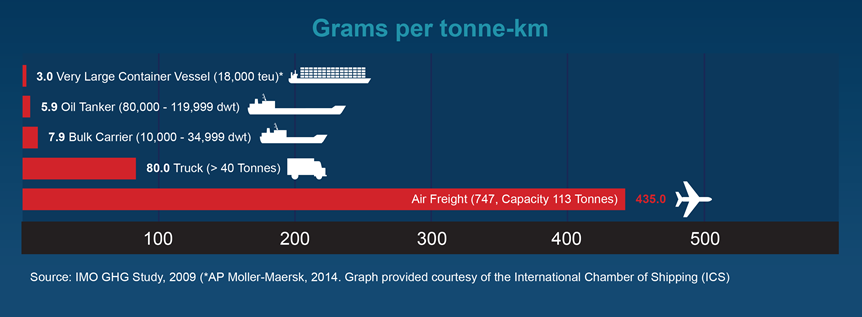 Grams per tonne-km
3.0 Very Large Container Vessel (18,000 teu)*
5.9 Oil Tanker (80,000 - 119,999 dwt)
7.9 Bulk Carrier (10,000 - 34,999 dwt)
80.0 Truck (> 40 Tonnes)
Air Freight (747, Capacity 113 Tonnes) 435.0
100 200 300 400 500
Source: IMO GHG Study, 2009 (*AP Moller-Maersk, 2014. Graph provided courtesy of the International Chamber of Shipping (ICS)